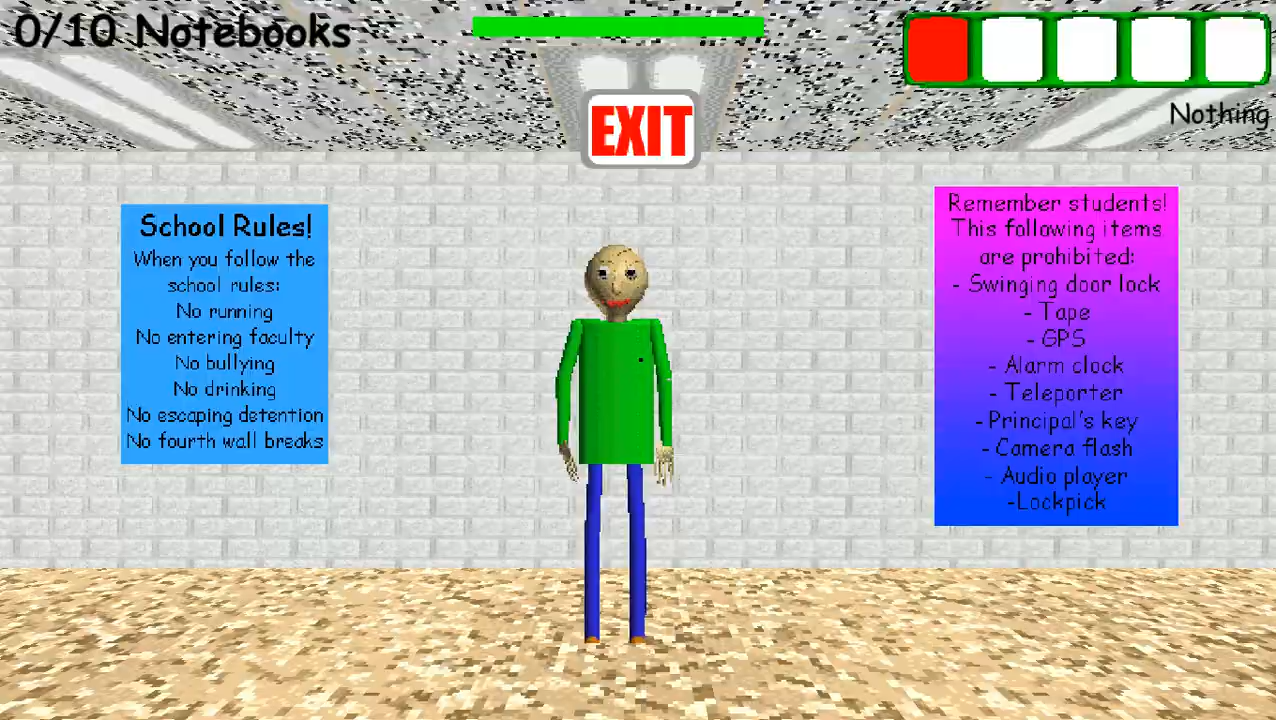 0/10 Notebooks
Nothing
EXIT
School Rules!
When you follow the
school rules:
No running
No entering faculty
No bullying
No drinking
No escaping detention
No fourth wall breaks
Remember students!
This following items
are prohibited:
- Swinging door lock
- Tape
- GPS
- Alarm clock
- Teleporter
- Principal's key
- Camera flash
- Audio player
-Lockpick